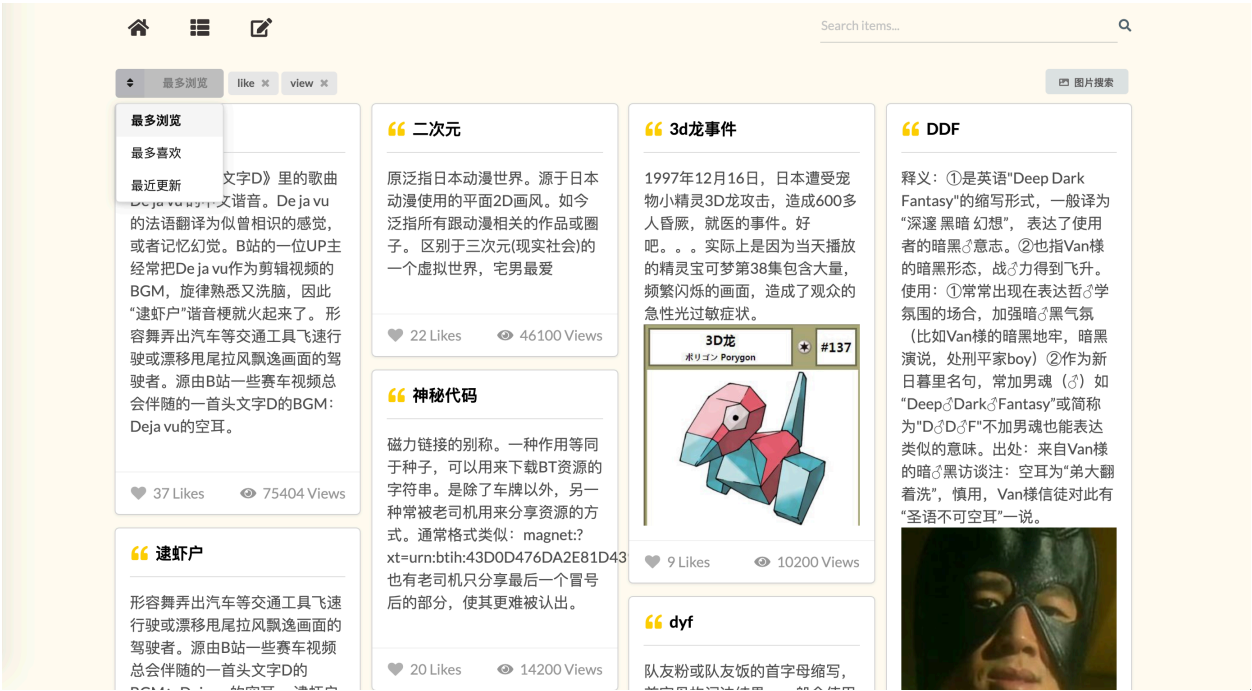 Search items...
最多浏览
like
view
图片搜索
最多浏览
最多喜欢
最近更新
文字D》里的歌曲
De ja vu 的中文谐音。De ja vu
的法语翻译为似曾相识的感觉，
或者记忆幻觉。B站的一位UP主
经常把De ja vu作为剪辑视频的
BGM，旋律熟悉又洗脑，因此
“逮虾户”谐音梗就火起来了。 形
容舞弄出汽车等交通工具飞速行
驶或漂移甩尾拉风飘逸画面的驾
驶者。源由B站一些赛车视频总
会伴随的一首头文字D的BGM：
Deja vu的空耳。
37 Likes
75404 Views
逮虾户
形容舞弄出汽车等交通工具飞速
行驶或漂移甩尾拉风飘逸画面的
驾驶者。源由B站一些赛车视频
总会伴随的一首头文字D的
二次元
原泛指日本动漫世界。源于日本
动漫使用的平面2D画风。如今
泛指所有跟动漫相关的作品或圈
子。 区别于三次元(现实社会)的
一个虚拟世界，宅男最爱
22 Likes
46100 Views
神秘代码
磁力链接的别称。一种作用等同
于种子，可以用来下载BT资源的
字符串。是除了车牌以外，另一
种常被老司机用来分享资源的方
式。通常格式类似：magnet:?
xt=urn:btih:43D0D476DA2E81D43
也有老司机只分享最后一个冒号
后的部分，使其更难被认出。
20 Likes
14200 Views
3d龙事件
1997年12月16日，日本遭受宠
物小精灵3D龙攻击，造成600多
人昏厥，就医的事件。好
吧。。。实际上是因为当天播放
的精灵宝可梦第38集包含大量，
频繁闪烁的画面，造成了观众的
急性光过敏症状。
3D龙
ポリゴン Porygon
#137
9 Likes
10200 Views
dyf
队友粉或队友饭的首字母缩写，
DDF
释义：①是英语"Deep Dark
Fantasy"的缩写形式，一般译为
“深邃 黑暗 幻想”， 表达了使用
者的暗黑♂意志。②也指Van様
的暗黑形态，战♂力得到飞升。
使用：①常常出现在表达哲♂学
氛围的场合，加强暗♂黑气氛
（比如Van様的暗黑地牢，暗黑
演说，处刑平家boy）②作为新
日暮里名句，常加男魂（♂）如
“Deep♂Dark♂Fantasy”或简称
为"D♂D♂F"不加男魂也能表达
类似的意味。出处：来自Van様
的暗♂黑访谈注：空耳为“弟大翻
着洗”，慎用，Van様信徒对此有
“圣语不可空耳”一说。